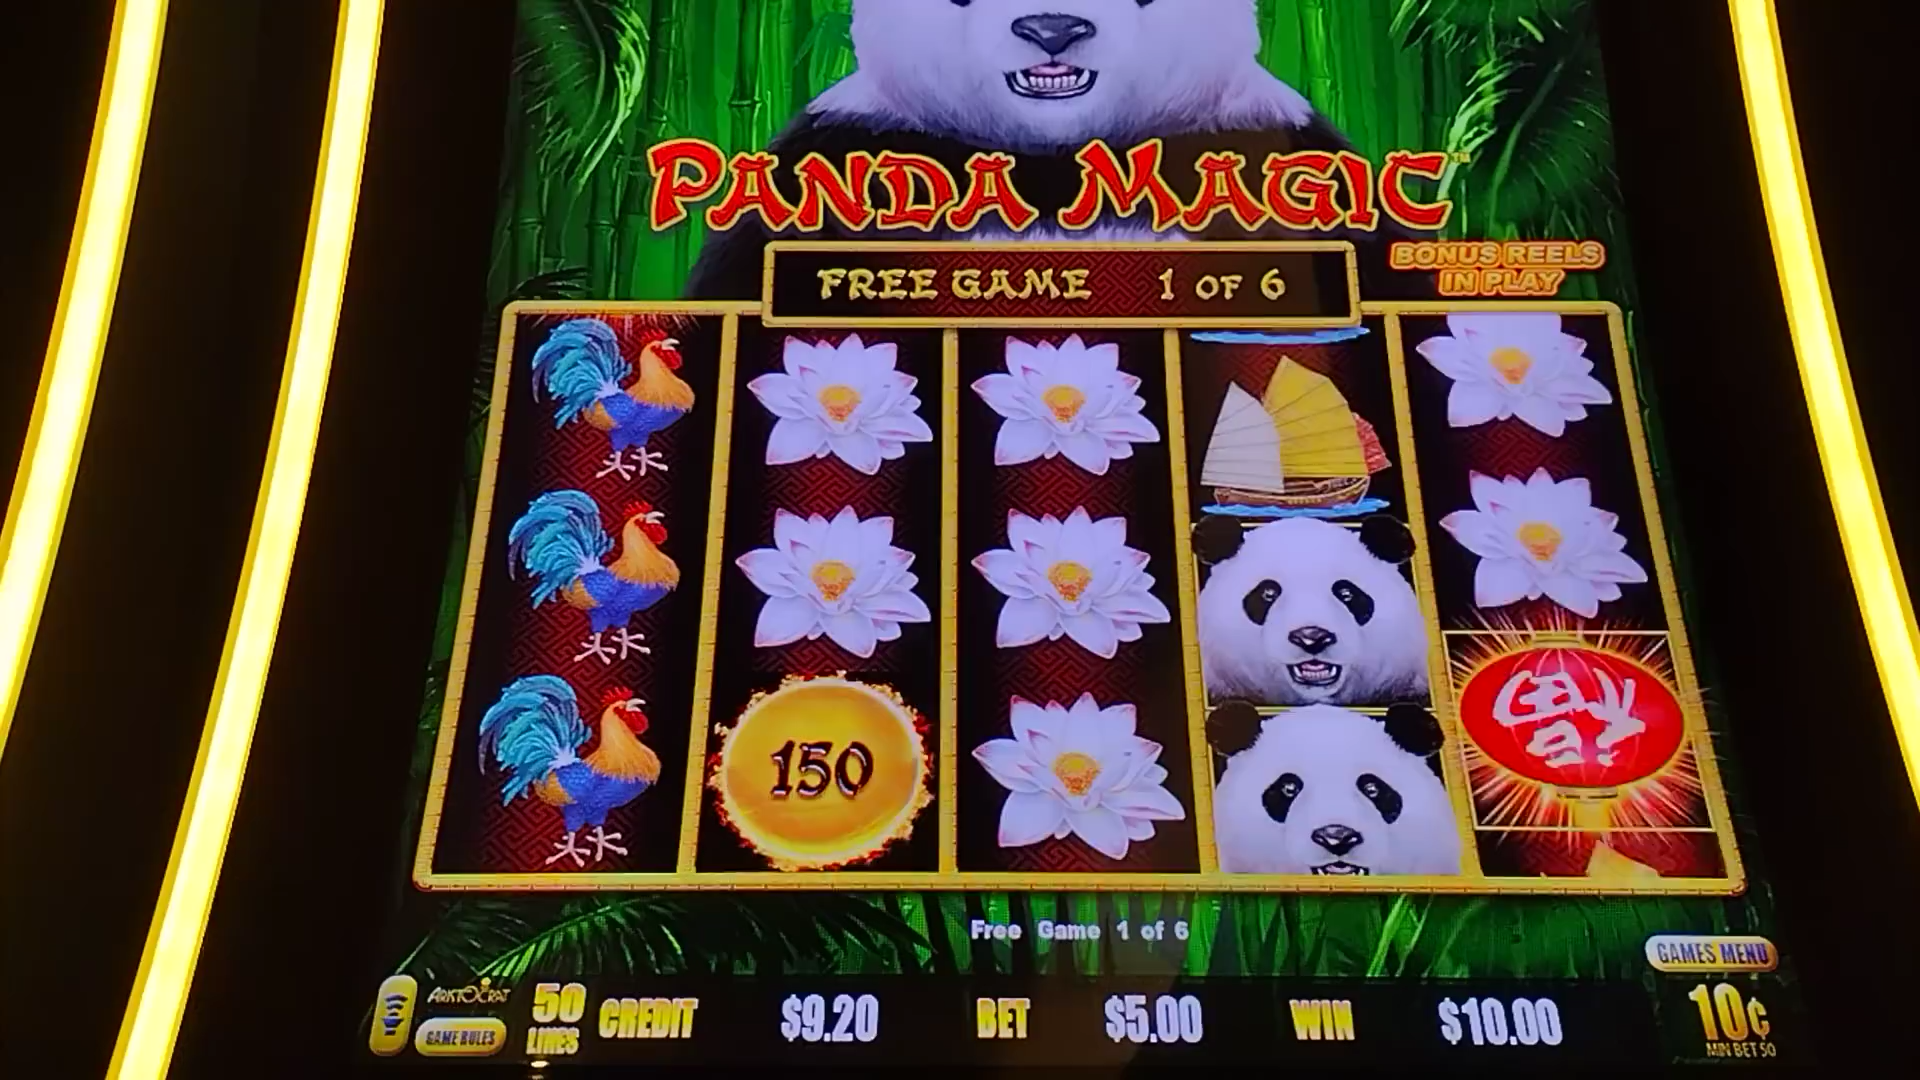 PANDA MAGIC™
BONUS REELS
IN PLAY
FREE GAME 1 OF 6
150
Free Game 1 of 6
GAMES MENU
ARISTOCRAT
GAME RULES
50
LINES
CREDIT $9.20 BET $5.00 WIN $10.00
10¢
MIN BET 50